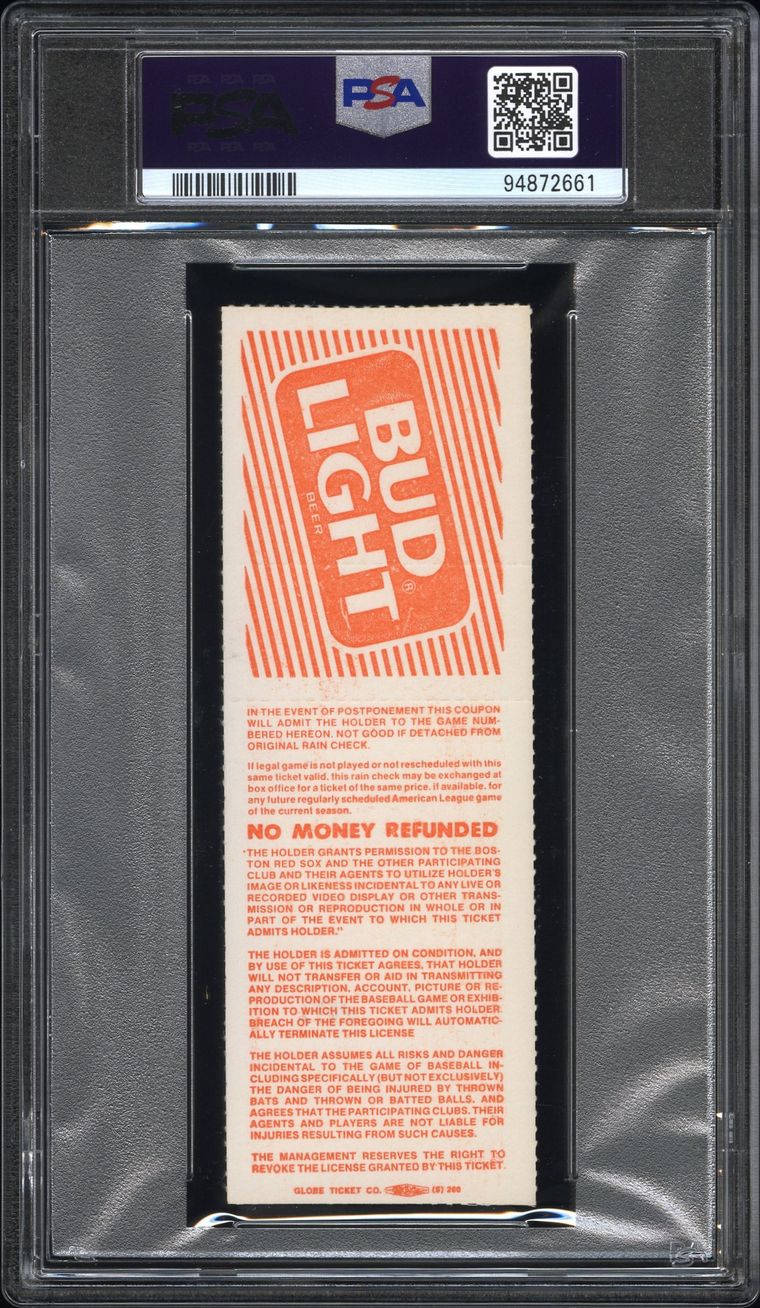 PSA
PSA
94872661
BUD
LIGHT
BEER
®
IN THE EVENT OF POSTPONEMENT THIS COUPON
WILL ADMIT THE HOLDER TO THE GAME NUM-
BERED HEREON. NOT GOOD IF DETACHED FROM
ORIGINAL RAIN CHECK.
If legal game is not played or not rescheduled with this
same ticket valid, this rain check may be exchanged at
box office for a ticket of the same price, if available, for
any future regularly scheduled American League game
of the current season.
NO MONEY REFUNDED
"THE HOLDER GRANTS PERMISSION TO THE BOS-
TON RED SOX AND THE OTHER PARTICIPATING
CLUB AND THEIR AGENTS TO UTILIZE HOLDER'S
IMAGE OR LIKENESS INCIDENTAL TO ANY LIVE OR
RECORDED VIDEO DISPLAY OR OTHER TRANS-
MISSION OR REPRODUCTION IN WHOLE OR IN
PART OF THE EVENT TO WHICH THIS TICKET
ADMITS HOLDER."
THE HOLDER IS ADMITTED ON CONDITION, AND
BY USE OF THIS TICKET AGREES, THAT HOLDER
WILL NOT TRANSFER OR AID IN TRANSMITTING
ANY DESCRIPTION, ACCOUNT, PICTURE OR RE-
PRODUCTION OF THE BASEBALL GAME OR EXHIB-
ITION TO WHICH THIS TICKET ADMITS HOLDER.
BREACH OF THE FOREGOING WILL AUTOMATIC-
ALLY TERMINATE THIS LICENSE
THE HOLDER ASSUMES ALL RISKS AND DANGER
INCIDENTAL TO THE GAME OF BASEBALL IN-
CLUDING SPECIFICALLY (BUT NOT EXCLUSIVELY)
THE DANGER OF BEING INJURED BY THROWN
BATS AND THROWN OR BATTED BALLS, AND
AGREES THAT THE PARTICIPATING CLUBS, THEIR
AGENTS AND PLAYERS ARE NOT LIABLE FOR
INJURIES RESULTING FROM SUCH CAUSES.
THE MANAGEMENT RESERVES THE RIGHT TO
REVOKE THE LICENSE GRANTED BY THIS TICKET.
GLOBE TICKET CO. (S) 200